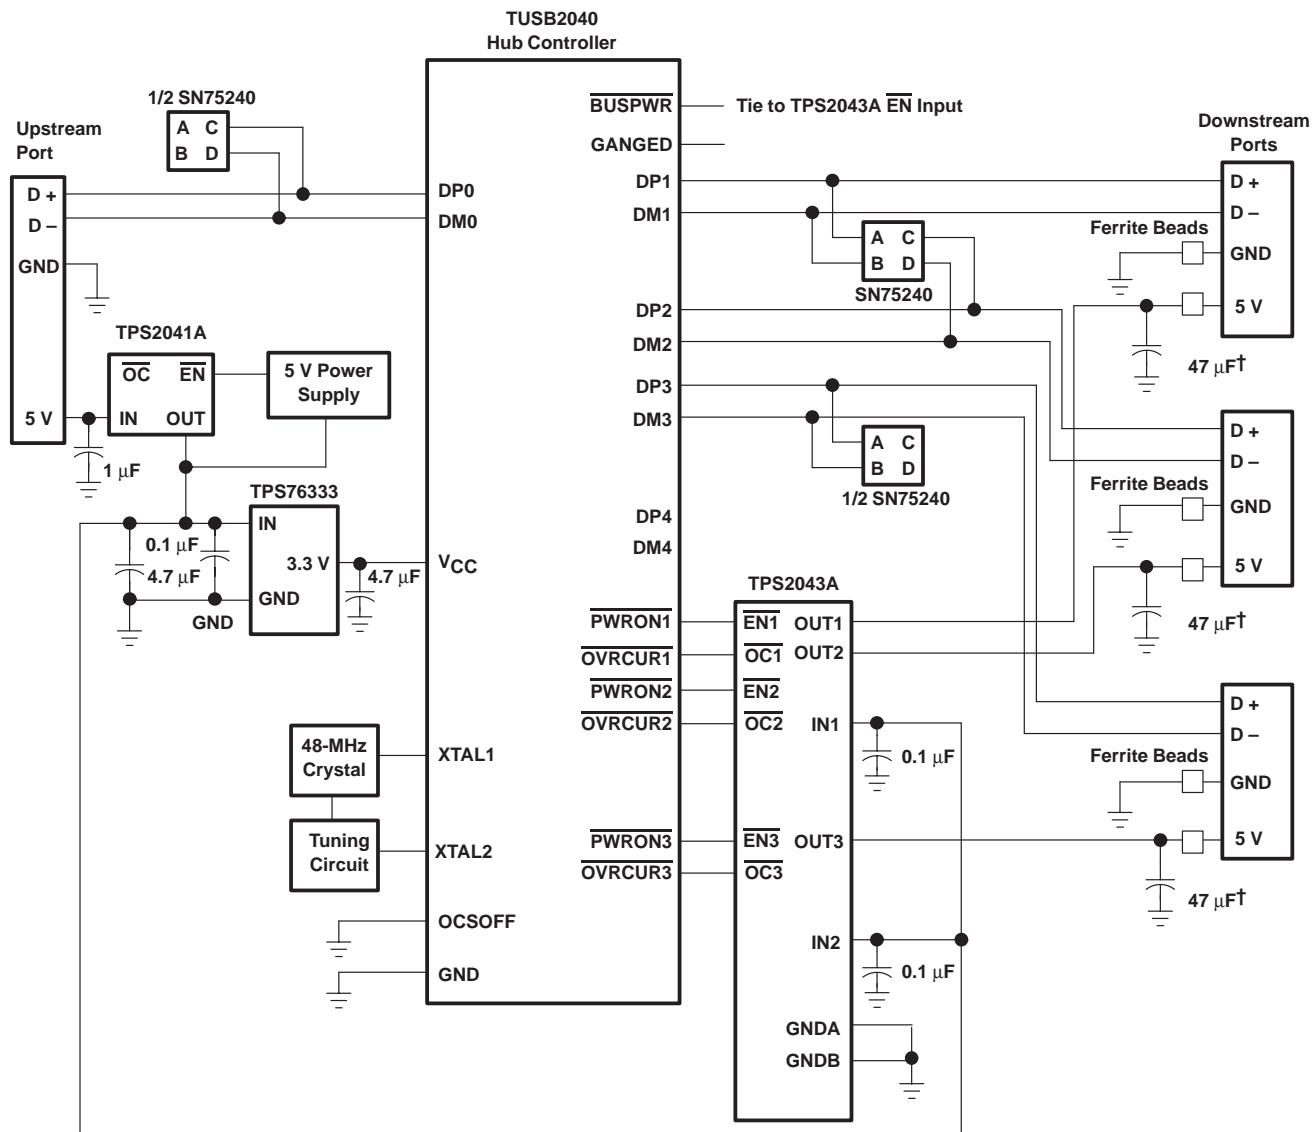 TUSB2040
Hub Controller
1/2 SN75240
A C
B D
Upstream
Port
D +
D –
GND
5 V
BUSPWR
Tie to TPS2043A EN Input
GANGED
Downstream
Ports
DP0
DM0
DP1
DM1
D +
D –
Ferrite Beads
GND
5 V
A C
B D
SN75240
47 μF†
DP2
DM2
DP3
DM3
TPS2041A
OC EN
IN OUT
5 V Power
Supply
1 μF
A C
B D
1/2 SN75240
D +
D –
Ferrite Beads
GND
5 V
47 μF†
TPS76333
IN
3.3 V
GND
0.1 μF
4.7 μF
GND
4.7 μF
VCC
DP4
DM4
TPS2043A
PWRON1
EN1 OUT1
OVRCUR1
OC1 OUT2
PWRON2
EN2
OVRCUR2
OC2
IN1
0.1 μF
D +
D –
Ferrite Beads
GND
5 V
47 μF†
48-MHz
Crystal
XTAL1
Tuning
Circuit
XTAL2
PWRON3
EN3 OUT3
OVRCUR3
OC3
OCSOFF
GND
IN2
0.1 μF
GNDA
GNDB